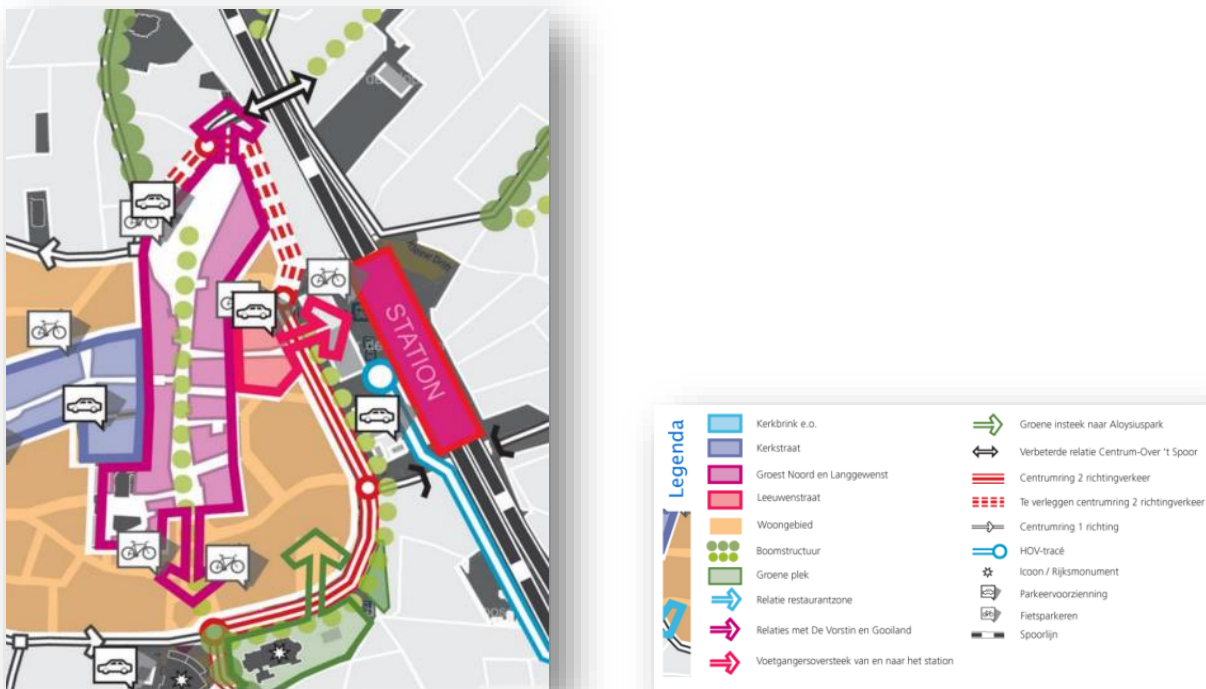 STATION
Legenda
Kerkbrink e.o.
Kerkstraat
Groest Noord en Langgewenst
Leeuwenstraat
Woongebied
Boomstructuur
Groene plek
Relatie restaurantzone
Relaties met De Vorstin en Gooiland
Voetgangersoversteek van en naar het station
Groene insteek naar Aloysiuspark
Verbeterde relatie Centrum-Over 't Spoor
Centrumring 2 richtingverkeer
Te verleggen centrumring 2 richtingverkeer
Centrumring 1 richting
HOV-tracé
Icoon / Rijksmonument
Parkeervoorzienning
Fietsparkeren
Spoorlijn